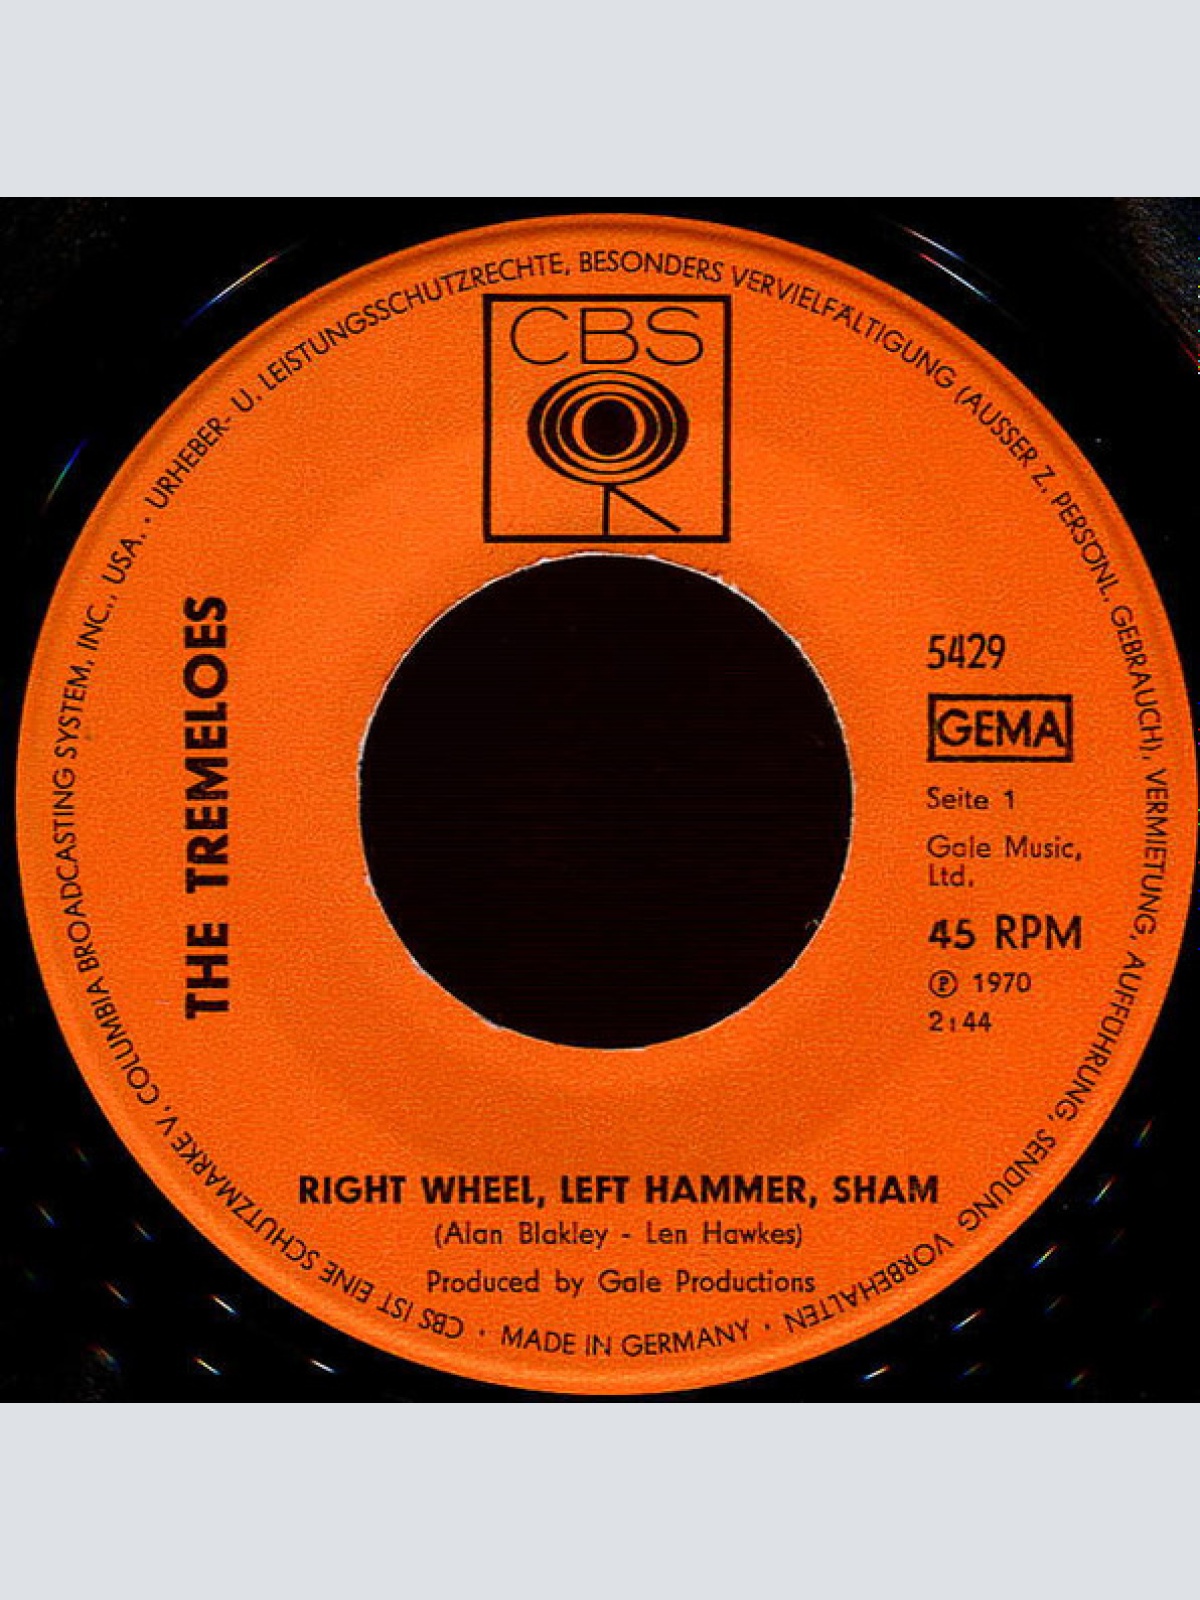 CBS
THE TREMELOES
5429
GEMA
Seite 1
Gale Music,
Ltd.
45 RPM
Ⓟ 1970
2:44
RIGHT WHEEL, LEFT HAMMER, SHAM
(Alan Blakley - Len Hawkes)
Produced by Gale Productions
CBS IST EINE SCHUTZMARKE V. COLUMBIA BROADCASTING SYSTEM, INC., USA. · URHEBER- U. LEISTUNGSSCHUTZRECHTE, BESONDERS VERVIELFÄLTIGUNG (AUSSER Z. PERSÖNL. GEBRAUCH), VERMIETUNG, AUFFÜHRUNG, SENDUNG VORBEHALTEN · MADE IN GERMANY ·